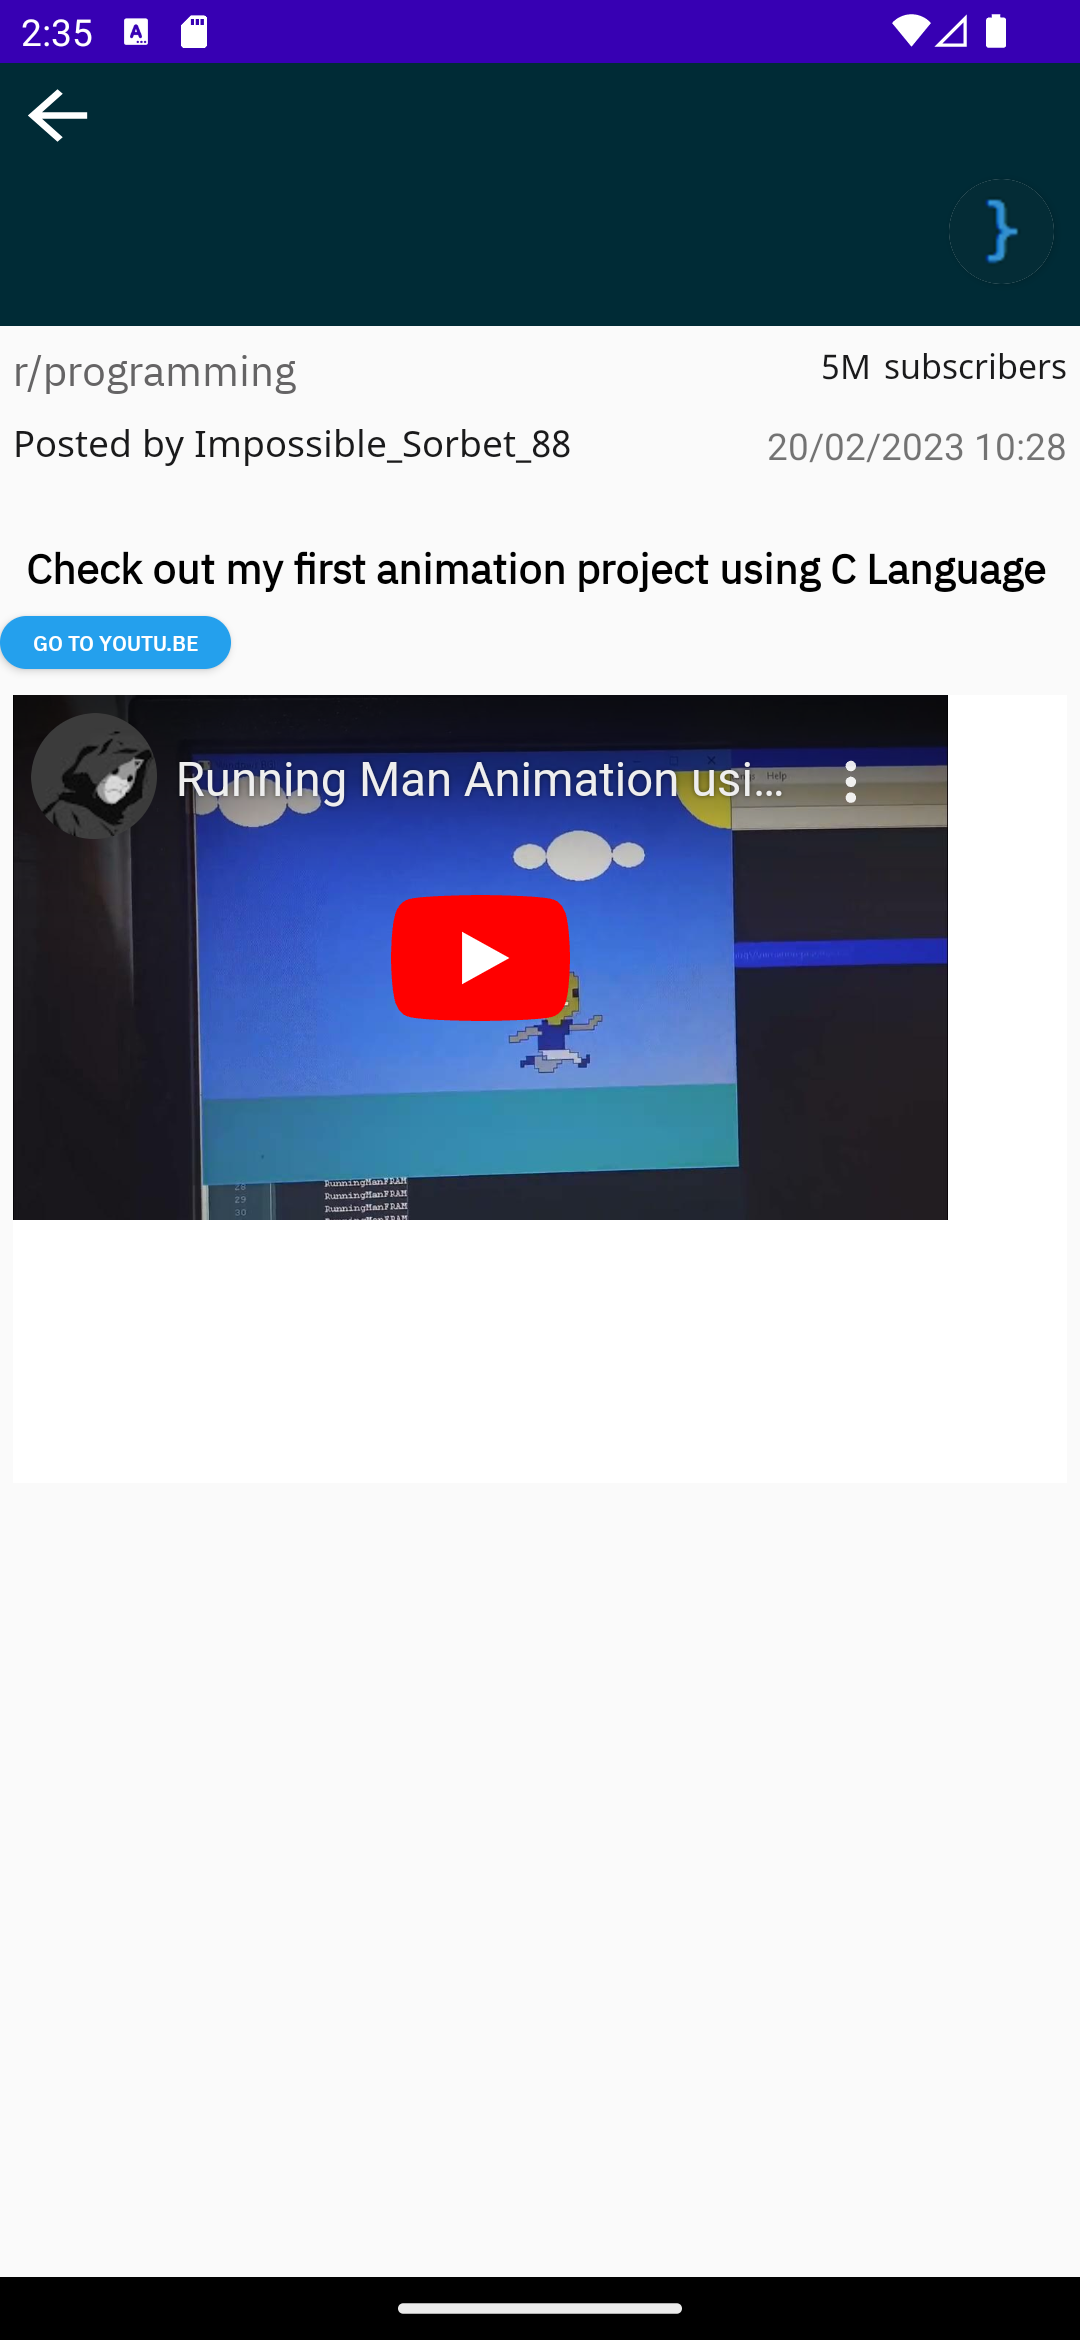 2:35
}
r/programming
5M subscribers
Posted by Impossible_Sorbet_88
20/02/2023 10:28
Check out my first animation project using C Language
GO TO YOUTU.BE
Running Man Animation usi...
Help
28
29
30
RunningManFRAM
RunningManFRAM
RunningManFRAM
RunningManFRAM